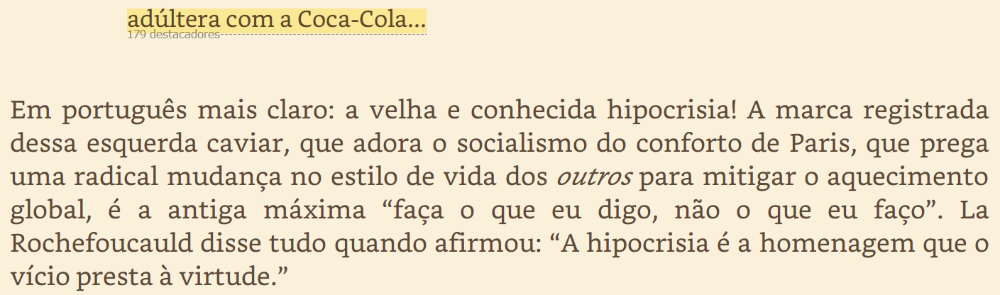 adúltera com a Coca-Cola...
179 destacadores
Em português mais claro: a velha e conhecida hipocrisia! A marca registrada
dessa esquerda caviar, que adora o socialismo do conforto de Paris, que prega
uma radical mudança no estilo de vida dos outros para mitigar o aquecimento
global, é a antiga máxima “faça o que eu digo, não o que eu faço”. La
Rochefoucauld disse tudo quando afirmou: “A hipocrisia é a homenagem que o
vício presta à virtude.”